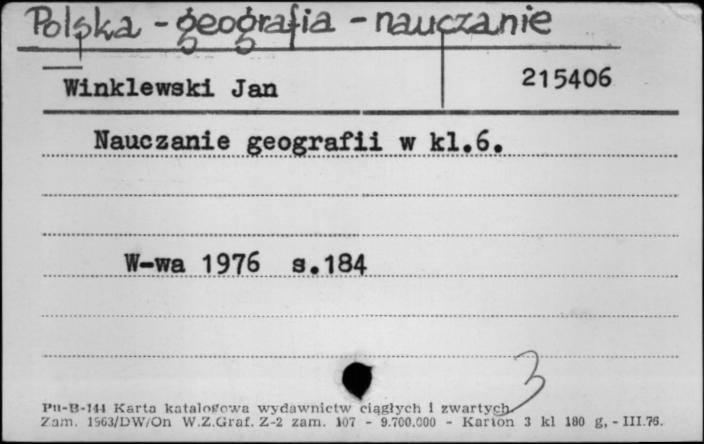 Polska - geografia - nauczanie
Winklewski Jan 215406
Nauczanie geografii w kl.6.
W-wa 1976 s.184
3
Pu-B-144 Karta katalogowa wydawnictw ciągłych i zwartych
Zam. 1963/DW/On W.Z.Graf. Z-2 zam. 107 - 9.700.000 - Karton 3 kl 180 g, - III.76.